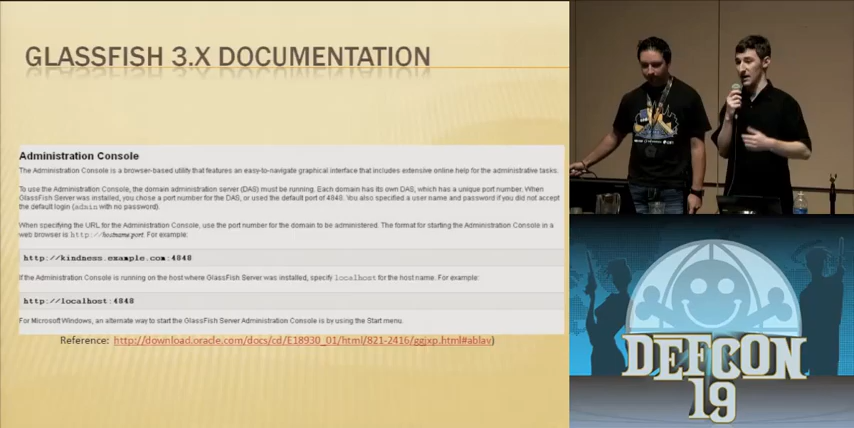 GLASSFISH 3.X DOCUMENTATION
Administration Console
The Administration Console is a browser-based utility that features an easy-to-navigate graphical interface that includes extensive online help for the administrative tasks.
To use the Administration Console, the domain administration server (DAS) must be running. Each domain has its own DAS, which has a unique port number. When
GlassFish Server was installed, you chose a port number for the DAS, or used the default port of 4848. You also specified a user name and password if you did not accept
the default login (admin with no password).
When specifying the URL for the Administration Console, use the port number for the domain to be administered. The format for starting the Administration Console in a
web browser is http://hostname:port. For example:
http://kindness.example.com:4848
If the Administration Console is running on the host where GlassFish Server was installed, specify localhost for the host name. For example:
http://localhost:4848
For Microsoft Windows, an alternate way to start the GlassFish Server Administration Console is by using the Start menu.
Reference: http://download.oracle.com/docs/cd/E18930_01/html/821-2416/ggjxp.html#ablav)
DEFCON
19